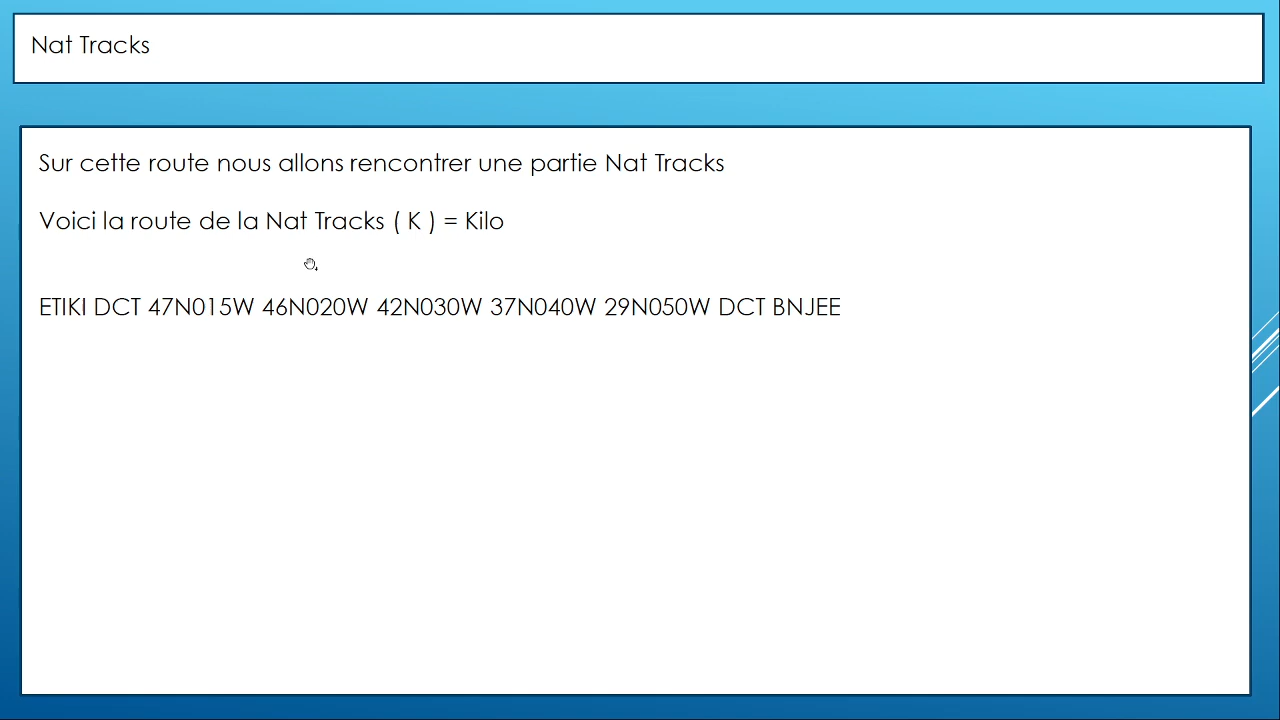 Nat Tracks
Sur cette route nous allons rencontrer une partie Nat Tracks
Voici la route de la Nat Tracks ( K ) = Kilo
ETIKI DCT 47N015W 46N020W 42N030W 37N040W 29N050W DCT BNJEE